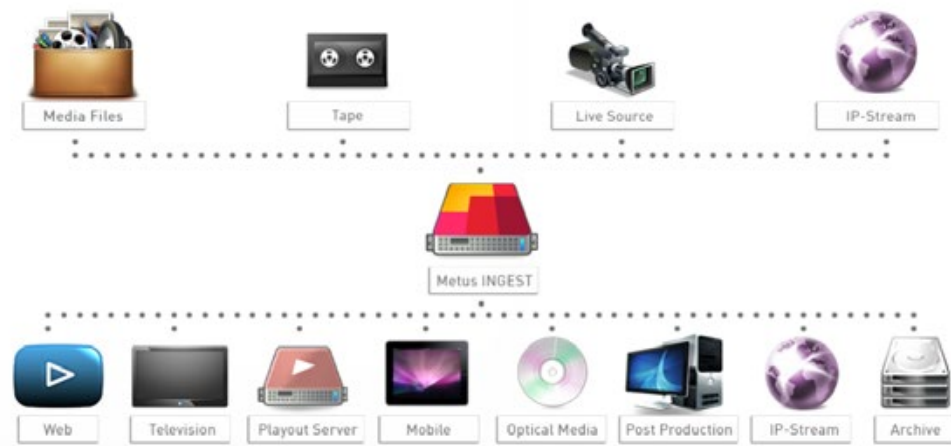 Media Files
Tape
Live Source
IP-Stream
Metus INGEST
Web
Television
Playout Server
Mobile
Optical Media
Post Production
IP-Stream
Archive